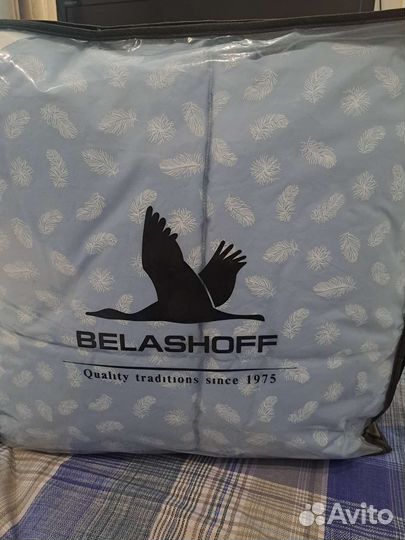 BELASHOFF
Quality traditions since 1975
Avito